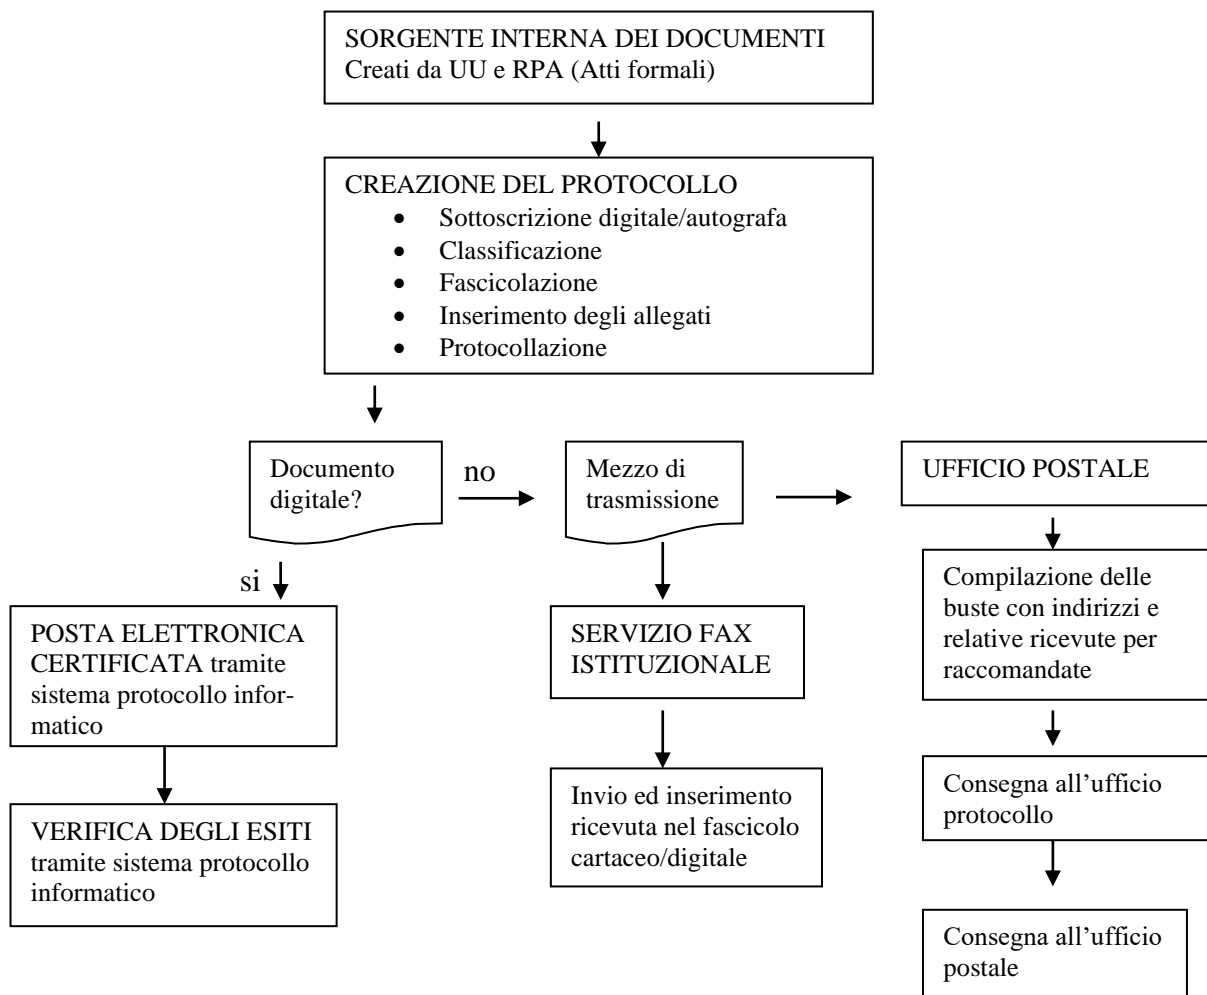 SORGENTE INTERNA DEI DOCUMENTI
Creati da UU e RPA (Atti formali)
CREAZIONE DEL PROTOCOLLO
• Sottoscrizione digitale/autografa
• Classificazione
• Fascicolazione
• Inserimento degli allegati
• Protocollazione
Documento
digitale?
no
Mezzo di
trasmissione
UFFICIO POSTALE
si
POSTA ELETTRONICA
CERTIFICATA tramite
sistema protocollo infor-
matico
VERIFICA DEGLI ESITI
tramite sistema protocollo
informatico
SERVIZIO FAX
ISTITUZIONALE
Invio ed inserimento
ricevuta nel fascicolo
cartaceo/digitale
Compilazione delle
buste con indirizzi e
relative ricevute per
raccomandate
Consegna all’ufficio
protocollo
Consegna all’ufficio
postale